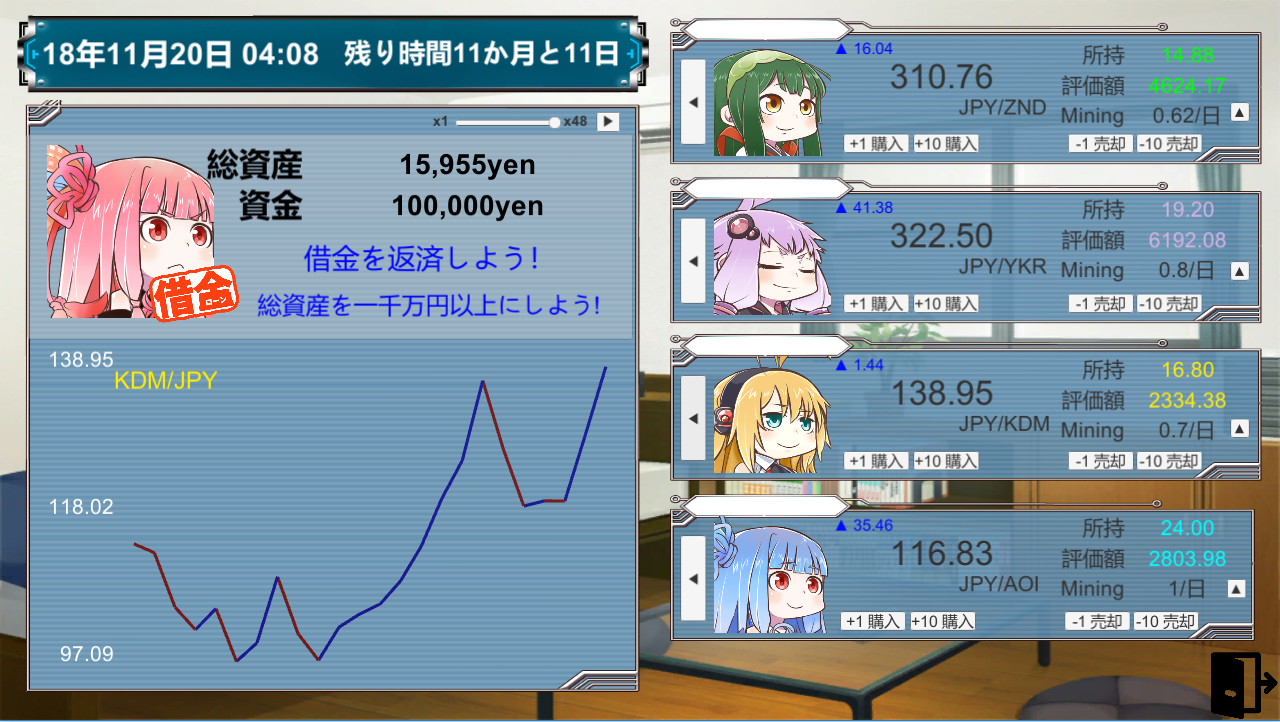 18年11月20日 04:08 残り時間11か月と11日
x1 x48
総資産 15,955yen
資金 100,000yen
借金
借金を返済しよう!
総資産を一千万円以上にしよう!
138.95
KDM/JPY
118.02
97.09
▲ 16.04
310.76
JPY/ZND
所持 14.88
評価額 4624.17
Mining 0.62/日
+1 購入 +10 購入 -1 売却 -10 売却
▲ 41.38
322.50
JPY/YKR
所持 19.20
評価額 6192.08
Mining 0.8/日
+1 購入 +10 購入 -1 売却 -10 売却
▲ 1.44
138.95
JPY/KDM
所持 16.80
評価額 2334.38
Mining 0.7/日
+1 購入 +10 購入 -1 売却 -10 売却
▲ 35.46
116.83
JPY/AOI
所持 24.00
評価額 2803.98
Mining 1/日
+1 購入 +10 購入 -1 売却 -10 売却